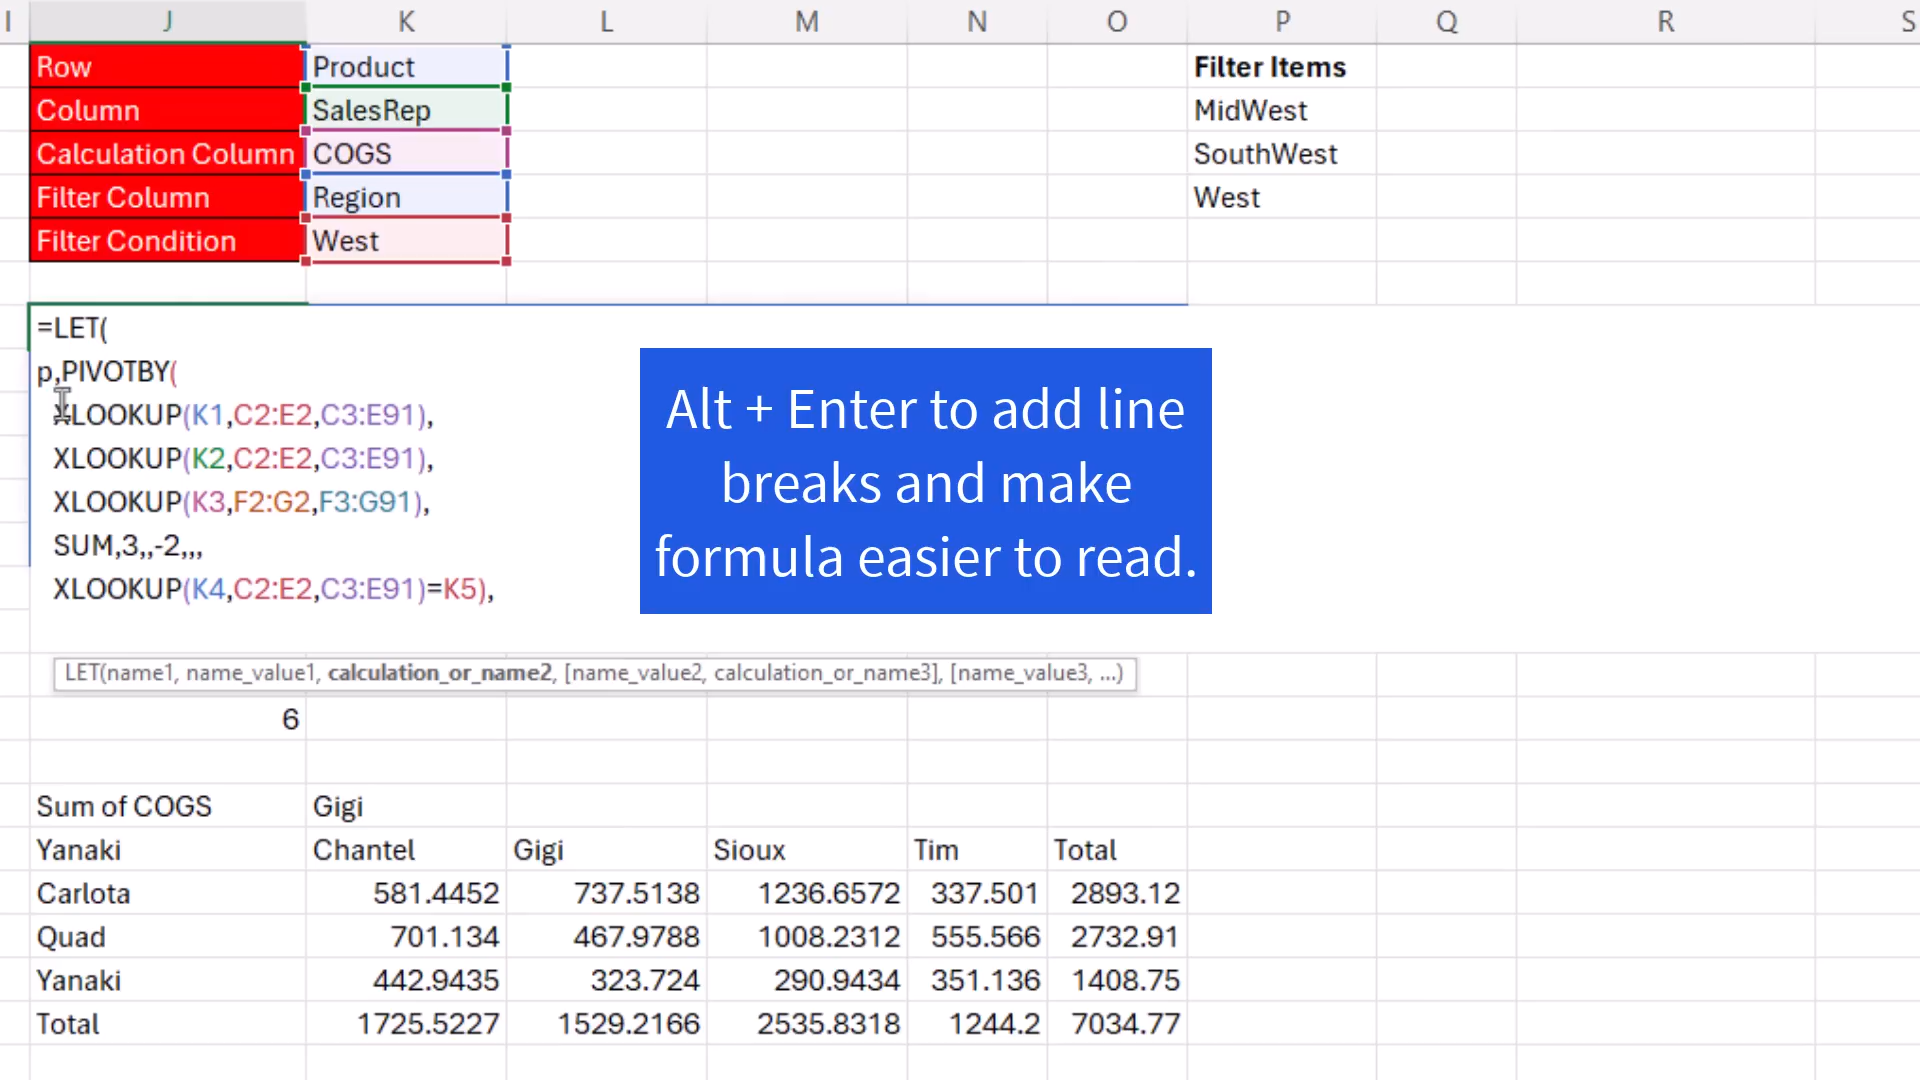 I J K L M N O P Q R S
Row Product Filter Items
Column SalesRep MidWest
Calculation Column COGS SouthWest
Filter Column Region West
Filter Condition West
=LET(
p,PIVOTBY(
XLOOKUP(K1,C2:E2,C3:E91),
XLOOKUP(K2,C2:E2,C3:E91),
XLOOKUP(K3,F2:G2,F3:G91),
SUM,3,,-2,,,
XLOOKUP(K4,C2:E2,C3:E91)=K5),
Alt + Enter to add line
breaks and make
formula easier to read.
LET(name1, name_value1, calculation_or_name2, [name_value2, calculation_or_name3], [name_value3, ...)
6
Sum of COGS Gigi
Yanaki Chantel Gigi Sioux Tim Total
Carlota 581.4452 737.5138 1236.6572 337.501 2893.12
Quad 701.134 467.9788 1008.2312 555.566 2732.91
Yanaki 442.9435 323.724 290.9434 351.136 1408.75
Total 1725.5227 1529.2166 2535.8318 1244.2 7034.77